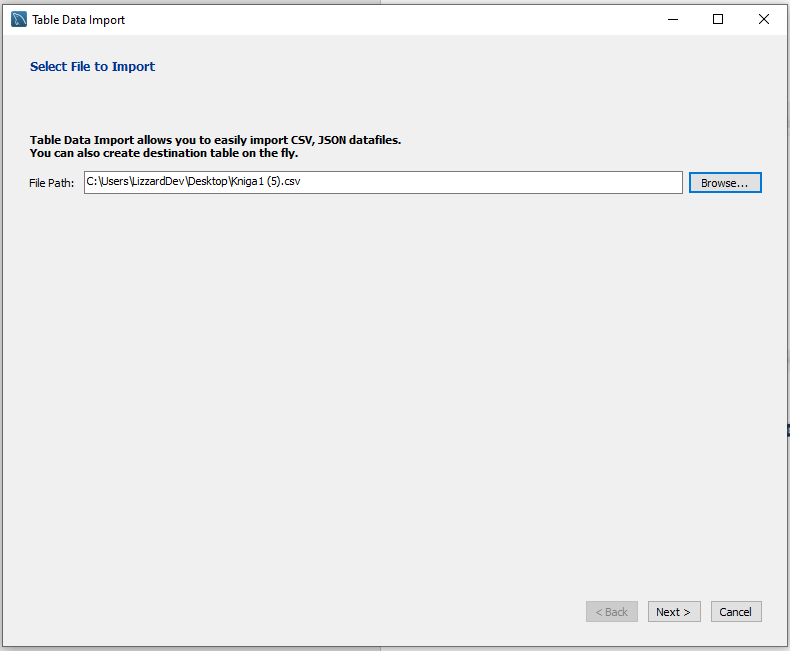 Table Data Import
Select File to Import
Table Data Import allows you to easily import CSV, JSON datafiles.
You can also create destination table on the fly.
File Path: C:\Users\LizzardDev\Desktop\Kniga1 (5).csv Browse...
< Back Next > Cancel